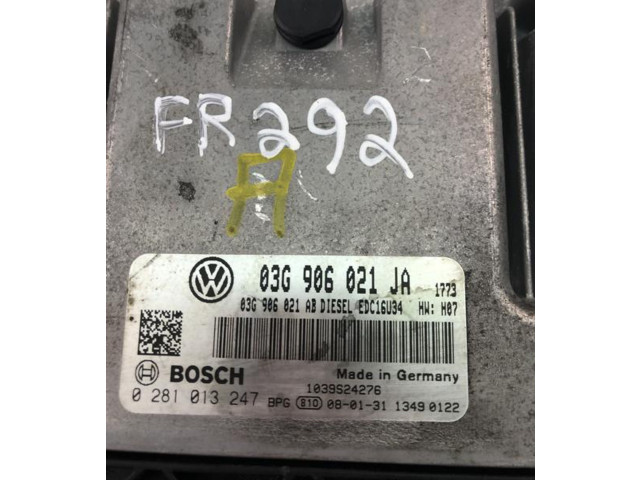 FR292
A
VW 03G 906 021 JA 1773
03G 906 021 AB DIESEL EDC16U34 HW: H07
BOSCH Made in Germany
1039S24276
0 281 013 247 BPG 810 08-01-31 1349 0122